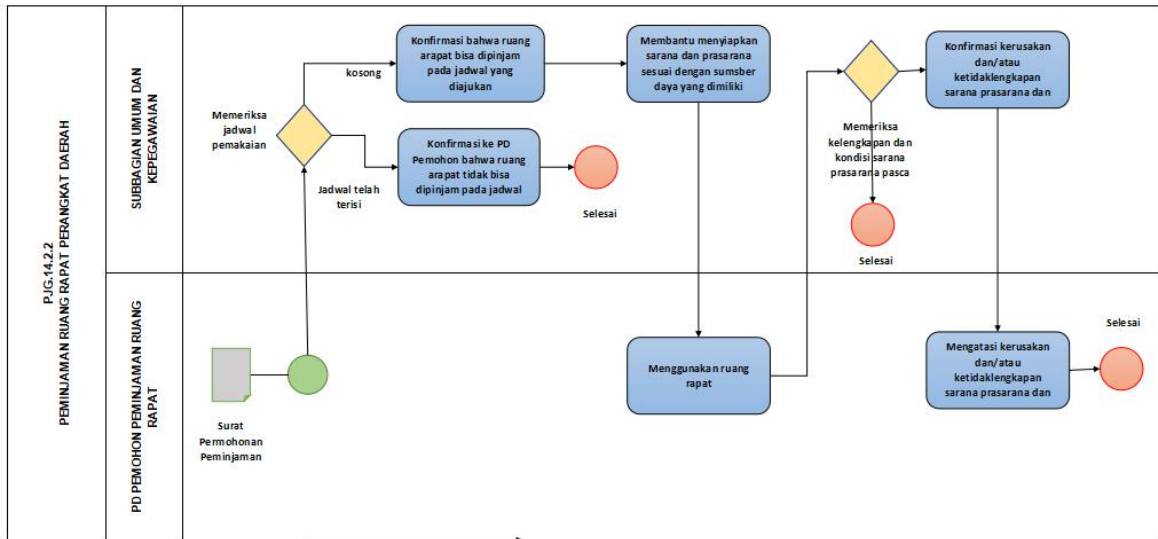 PJG.14.2.2
PEMINJAMAN RUANG RAPAT PERANGKAT DAERAH
SUBBAGIAN UMUM DAN
KEPEGAWAIAN
Memeriksa
jadwal
pemakaian
kosong
Konfirmasi bahwa ruang
arapat bisa dipinjam
pada jadwal yang
diajukan
Membantu menyiapkan
sarana dan prasarana
sesuai dengan sumsber
daya yang dimiliki
Konfirmasi kerusakan
dan/atau
ketidaklengkapan
sarana prasarana dan
Jadwal telah
terisi
Konfirmasi ke PD
Pemohon bahwa ruang
arapat tidak bisa
dipinjam pada jadwal
Selesai
Memeriksa
kelengkapan dan
kondisi sarana
prasarana pasca
Selesai
PD PEMOHON PEMINJAMAN RUANG
RAPAT
Surat
Permohonan
Peminjaman
Menggunakan ruang
rapat
Mengatasi kerusakan
dan/atau
ketidaklengkapan
sarana prasarana dan
Selesai